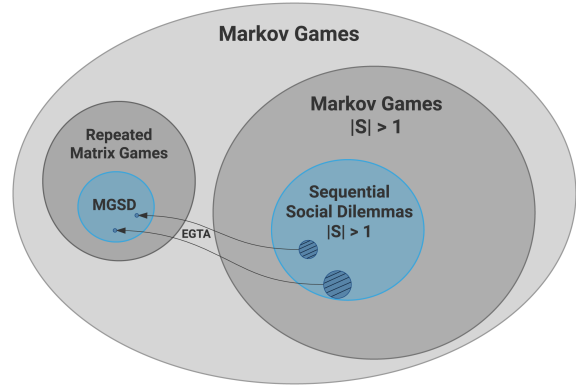 Markov Games
Markov Games
|S| > 1
Repeated
Matrix Games
MGSD
Sequential
Social Dilemmas
|S| > 1
EGTA